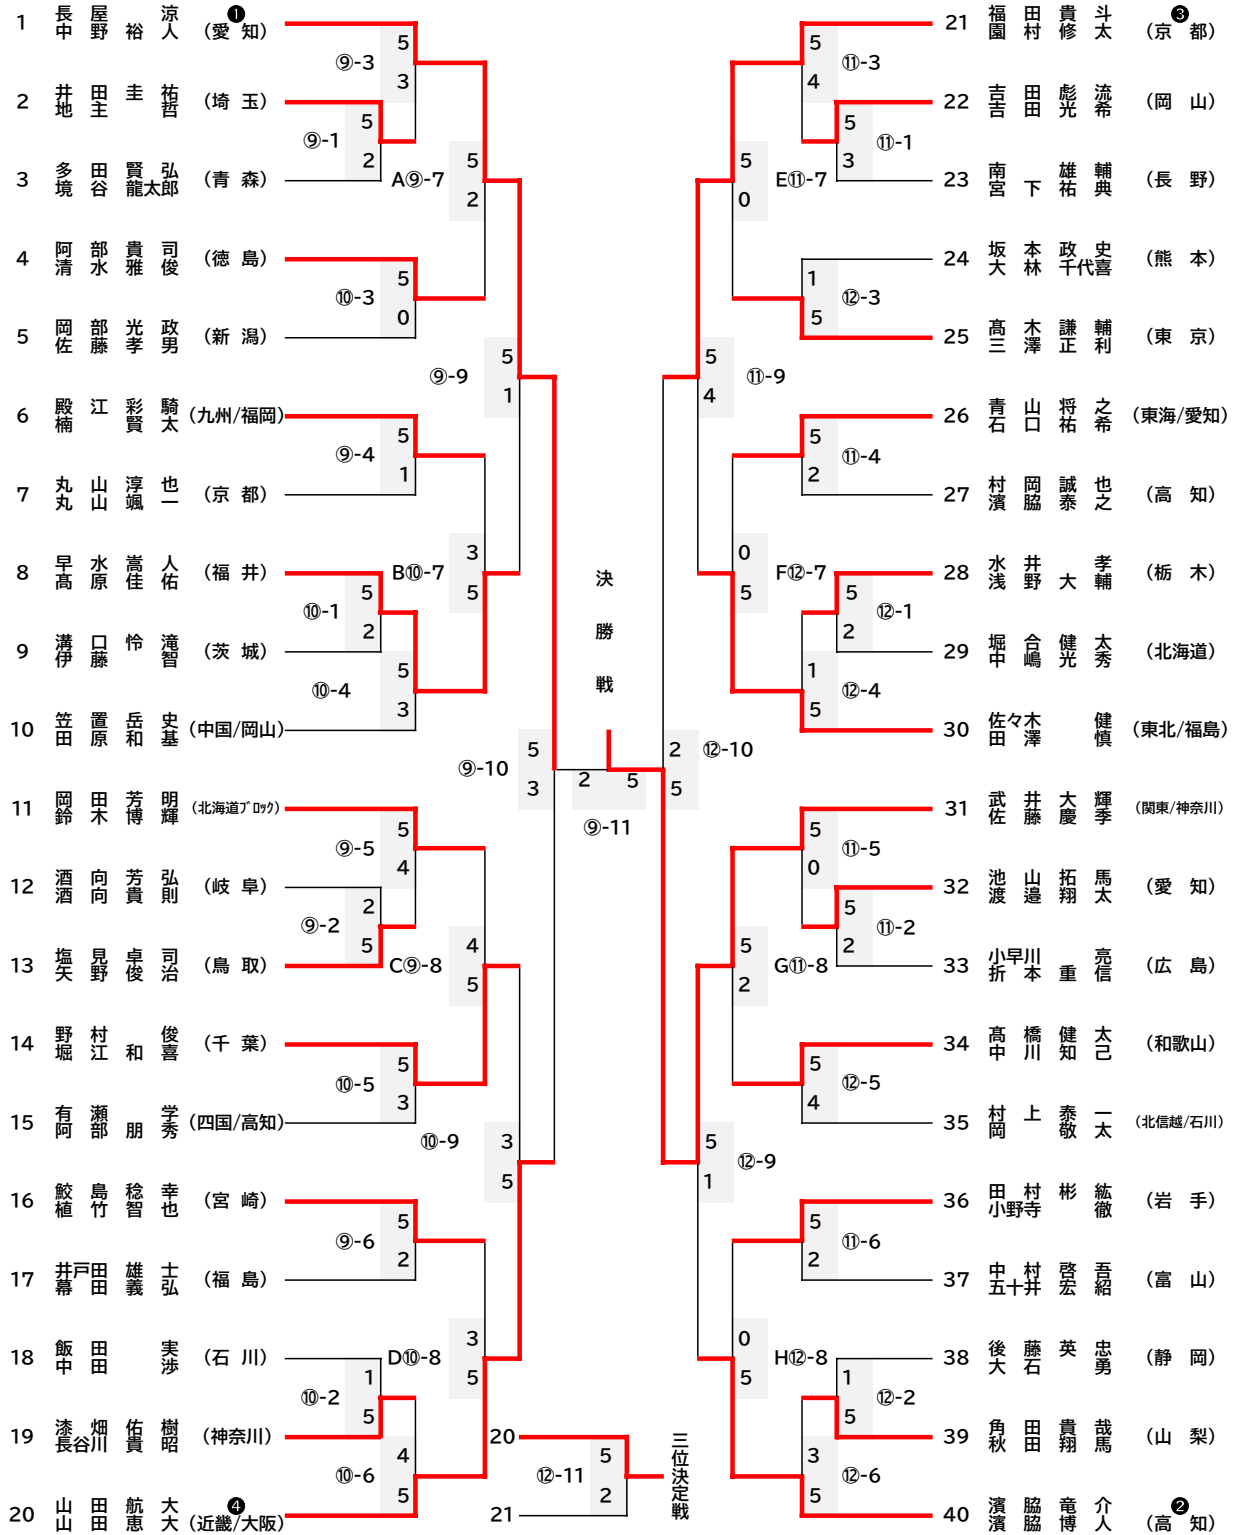 1 長屋 涼 ❶
中野裕人 (愛知)
2 井田圭祐
地主 哲 (埼玉)
3 多田賢弘
境谷龍太郎 (青森)
4 阿部貴司
清水雅俊 (徳島)
5 岡部光政
佐藤孝男 (新潟)
6 殿江彩騎
楠 賢太 (九州/福岡)
7 丸山淳也
丸山颯一 (京都)
8 早水嵩人
髙原佳佑 (福井)
9 溝口怜滝
伊藤 智 (茨城)
10 笠置岳史
田原和基 (中国/岡山)
11 岡田芳明
鈴木博輝 (北海道ブロック)
12 酒向芳弘
酒向貴則 (岐阜)
13 塩見卓司
矢野俊治 (鳥取)
14 野村 俊
堀江和喜 (千葉)
15 有瀬 学
阿部朋秀 (四国/高知)
16 鮫島稔幸
植竹智也 (宮崎)
17 井戸田雄士
幕田義弘 (福島)
18 飯田 実
中田 渉 (石川)
19 漆畑佑樹
長谷川貴昭 (神奈川)
20 山田航大 ❹
山田恵大 (近畿/大阪)
⑨-3 5 3
⑨-1 5 2
A⑨-7 5 2
⑩-3 5 0
⑨-9 5 1
⑨-4 5 1
B⑩-7 3 5
⑩-1 5 2
⑩-4 5 3
⑨-10 5 3
⑨-5 5 4
⑨-2 2 5
C⑨-8 4 5
⑩-5 5 3
⑩-9 3 5
⑨-6 5 2
D⑩-8 3 5
⑩-2 1 5
⑩-6 4 5
決勝戦
2 5
⑨-11
三位決定戦
20
⑫-11 5 2
21
21 福田貴斗 ❸
園村修太 (京都)
22 吉田彪流
吉田光希 (岡山)
23 南 雄輔
宮下祐典 (長野)
24 坂本政史
大林千代喜 (熊本)
25 髙木謙輔
三澤正利 (東京)
26 青山将之
石口祐希 (東海/愛知)
27 村岡誠也
濱脇泰之 (高知)
28 水井 孝
浅野大輔 (栃木)
29 堀合健太
中嶋光秀 (北海道)
30 佐々木 健
田澤 慎 (東北/福島)
31 武井大輝
佐藤慶季 (関東/神奈川)
32 池山拓馬
渡邉翔太 (愛知)
33 小早川 亮
折本重信 (広島)
34 髙橋健太
中川知己 (和歌山)
35 村上泰一
岡 敬太 (北信越/石川)
36 田村彬紘
小野寺 徹 (岩手)
37 中村啓吾
五十井宏紹 (富山)
38 後藤英忠
大石 勇 (静岡)
39 角田貴哉
秋田翔馬 (山梨)
40 濱脇竜介 ❷
濱脇博人 (高知)
⑪-3 5 4
⑪-1 5 3
E⑪-7 5 0
⑫-3 1 5
⑪-9 5 4
⑪-4 5 2
F⑫-7 0 5
⑫-1 5 2
⑫-4 1 5
⑫-10 2 5
⑪-5 5 0
⑪-2 5 2
G⑪-8 5 2
⑫-5 5 4
⑫-9 5 1
⑪-6 5 2
H⑫-8 0 5
⑫-2 1 5
⑫-6 3 5